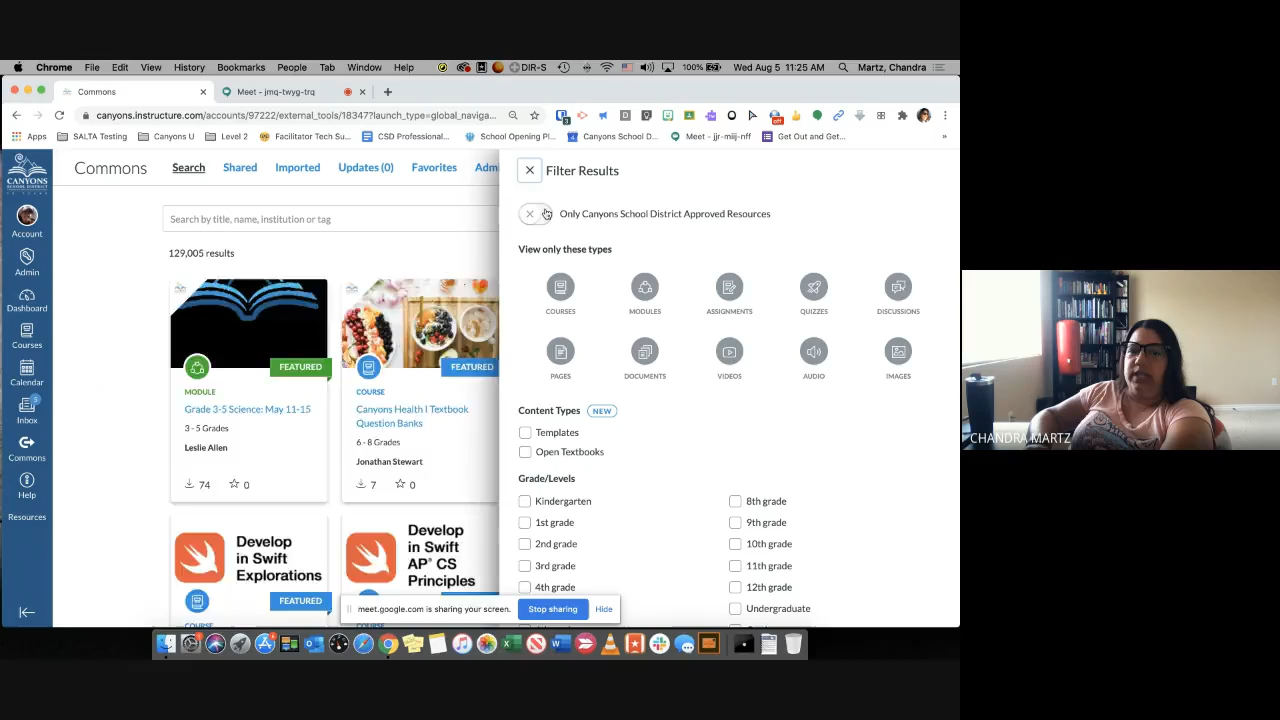 Chrome File Edit View History Bookmarks People Tab Window Help DIR-S 100% Wed Aug 5 11:25 AM Martz, Chandra
Commons Meet - jmq-twyg-trq
canyons.instructure.com/accounts/97222/external_tools/18347?launch_type=global_naviga... 3 off
Apps SALTA Testing Canyons U Level 2 Facilitator Tech Su... CSD Professional... School Opening Pl... Canyons School D... Meet - jjr-miij-nff Get Out and Get... »
CANYONS
SCHOOL DISTRICT
Account
Admin
Dashboard
Courses
Calendar
5
Inbox
Commons
Help
Resources
Commons Search Shared Imported Updates (0) Favorites Adm
Search by title, name, institution or tag
129,005 results
FEATURED
MODULE
Grade 3-5 Science: May 11-15
3 - 5 Grades
Leslie Allen
74 0
FEATURED
COURSE
Canyons Health I Textbook
Question Banks
6 - 8 Grades
Jonathan Stewart
7 0
Develop
in Swift
Explorations
FEATURED
Develop
in Swift
AP® CS
Principles
Filter Results
Only Canyons School District Approved Resources
View only these types
COURSES MODULES ASSIGNMENTS QUIZZES DISCUSSIONS
PAGES DOCUMENTS VIDEOS AUDIO IMAGES
Content Types NEW
Templates
Open Textbooks
Grade/Levels
Kindergarten 8th grade
1st grade 9th grade
2nd grade 10th grade
3rd grade 11th grade
4th grade 12th grade
Undergraduate
meet.google.com is sharing your screen. Stop sharing Hide
CHANDRA MARTZ